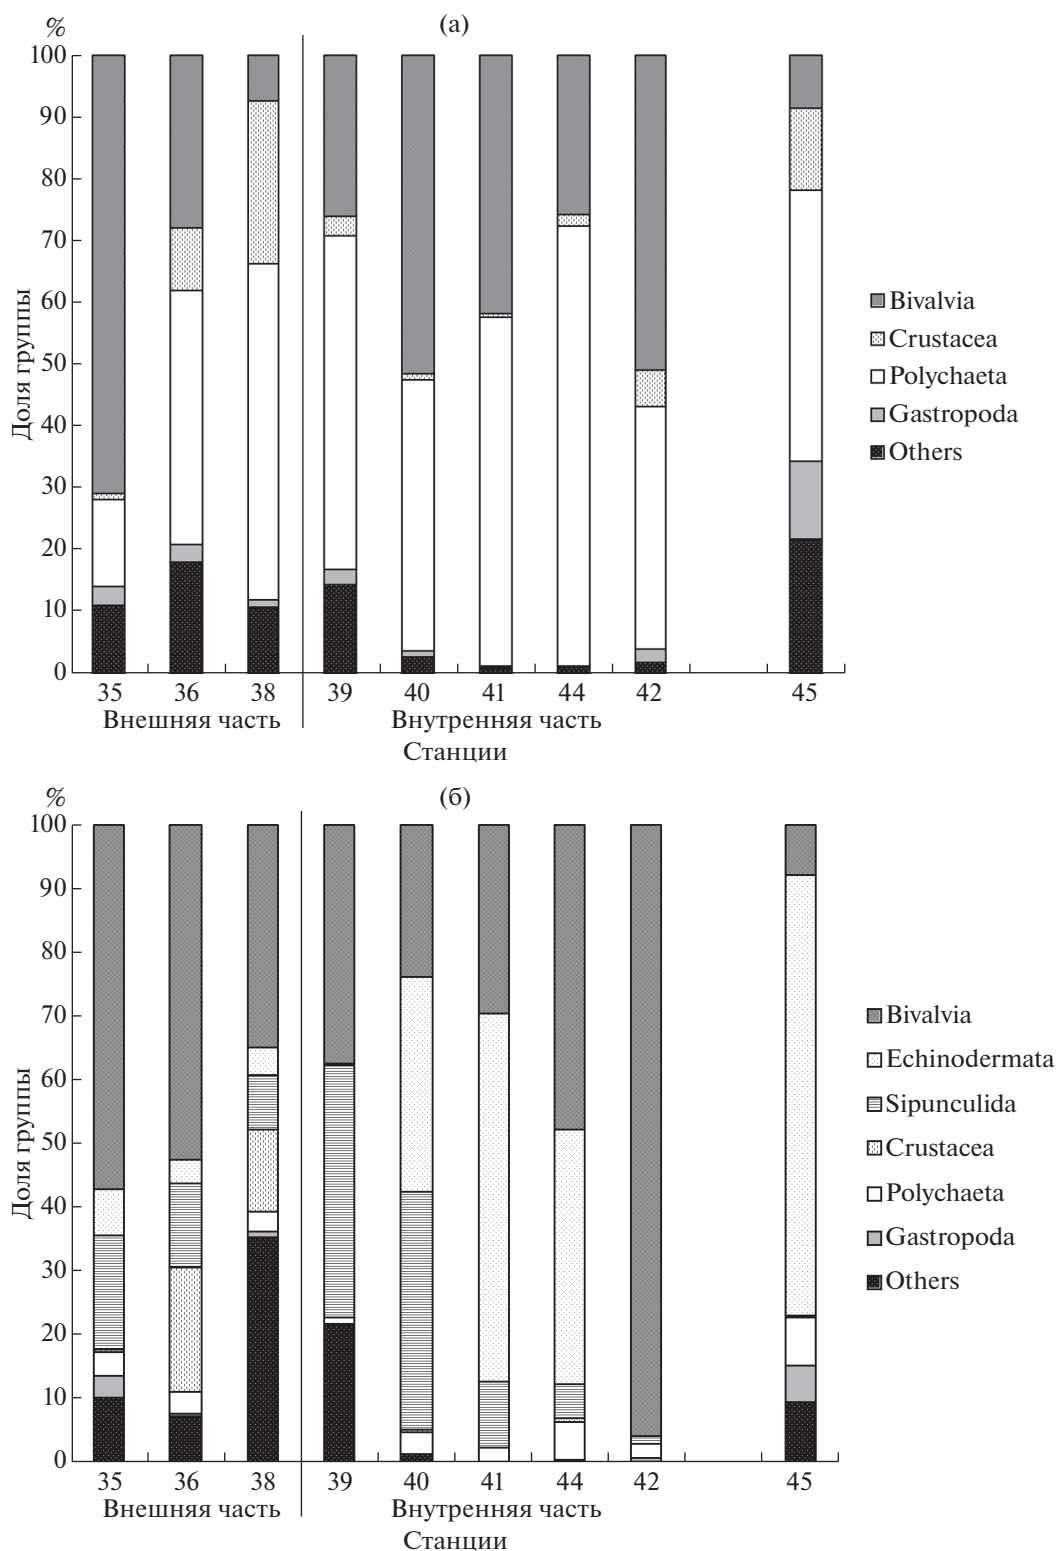 (а)
%
100
90
80
70
60
50
40
30
20
10
0
Доля группы
Bivalvia
Crustacea
Polychaeta
Gastropoda
Others
35 36 38 39 40 41 44 42 45
Внешняя часть Внутренняя часть
Станции
(б)
%
100
90
80
70
60
50
40
30
20
10
0
Доля группы
Bivalvia
Echinodermata
Sipunculida
Crustacea
Polychaeta
Gastropoda
Others
35 36 38 39 40 41 44 42 45
Внешняя часть Внутренняя часть
Станции